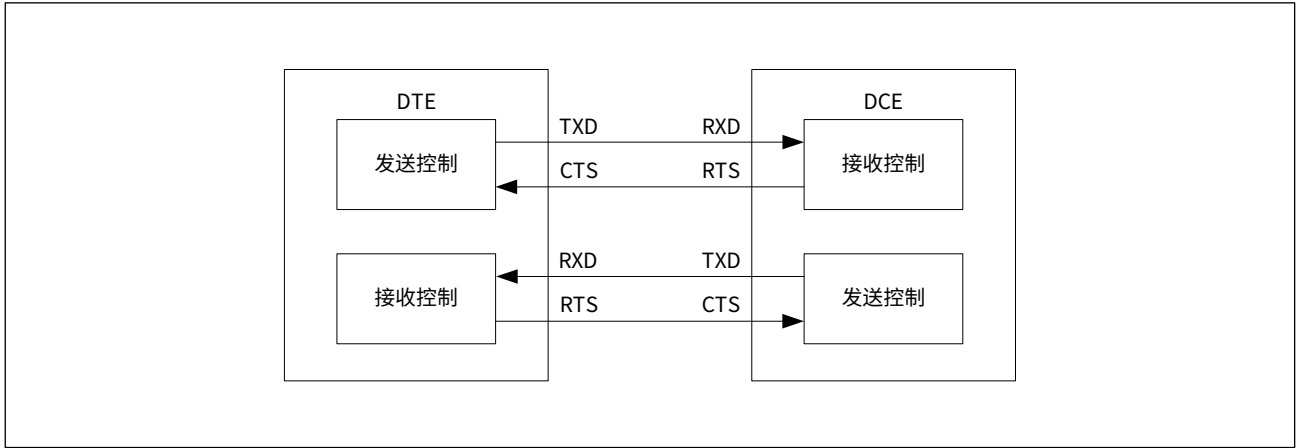 DTE DCE
TXD RXD
发送控制 接收控制
CTS RTS
RXD TXD
接收控制 发送控制
RTS CTS